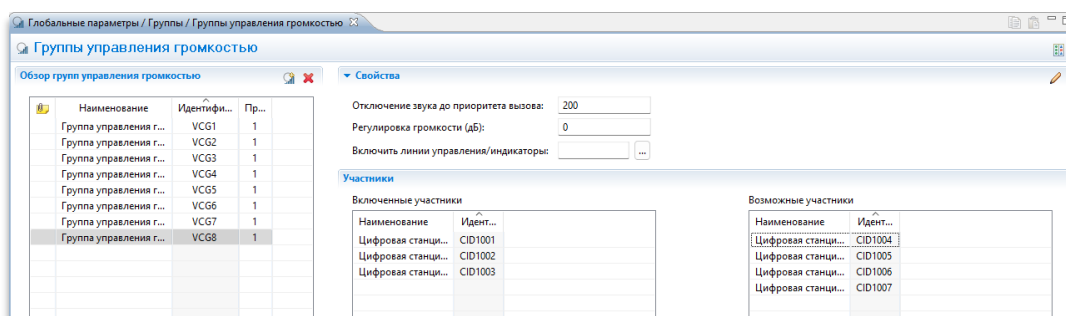 Глобальные параметры / Группы / Группы управления громкостью
Группы управления громкостью
Обзор групп управления громкостью
Наименование Идентифи... Пр...
Группа управления г... VCG1 1
Группа управления г... VCG2 1
Группа управления г... VCG3 1
Группа управления г... VCG4 1
Группа управления г... VCG5 1
Группа управления г... VCG6 1
Группа управления г... VCG7 1
Группа управления г... VCG8 1
Свойства
Отключение звука до приоритета вызова: 200
Регулировка громкости (дБ): 0
Включить линии управления/индикаторы: ...
Участники
Включенные участники
Наименование Идент...
Цифровая станци... CID1001
Цифровая станци... CID1002
Цифровая станци... CID1003
Возможные участники
Наименование Идент...
Цифровая станци... CID1004
Цифровая станци... CID1005
Цифровая станци... CID1006
Цифровая станци... CID1007